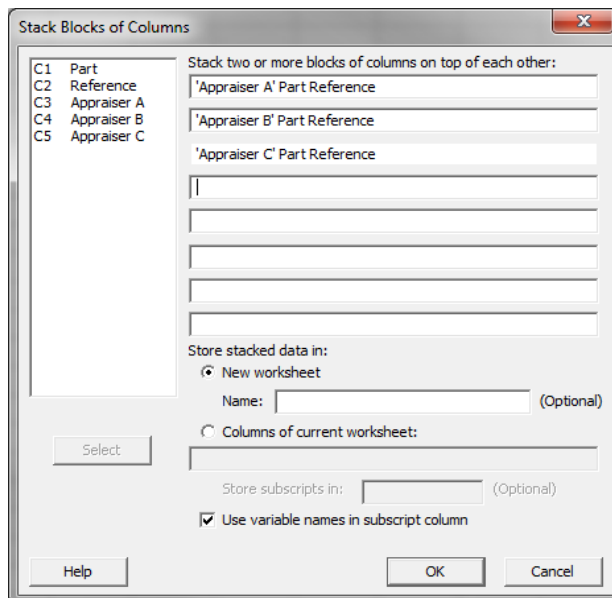 Stack Blocks of Columns
C1 Part
C2 Reference
C3 Appraiser A
C4 Appraiser B
C5 Appraiser C
Stack two or more blocks of columns on top of each other:
'Appraiser A' Part Reference
'Appraiser B' Part Reference
'Appraiser C' Part Reference
Store stacked data in:
New worksheet
Name: (Optional)
Columns of current worksheet:
Select
Store subscripts in: (Optional)
Use variable names in subscript column
Help OK Cancel